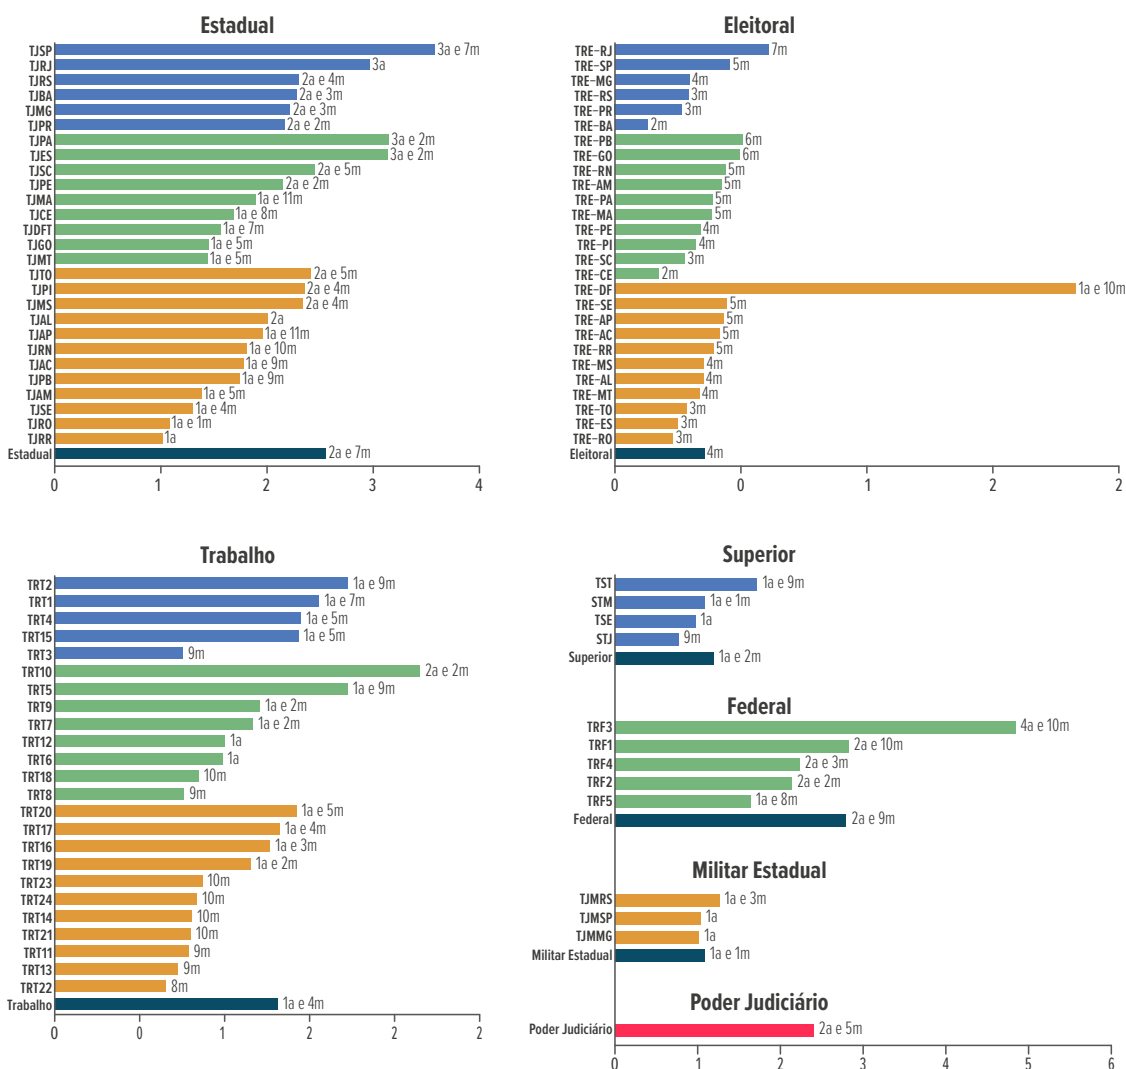 Estadual
TJSP 3a e 7m
TJRJ 3a
TJRS 2a e 4m
TJBA 2a e 3m
TJMG 2a e 3m
TJPR 2a e 2m
TJPA 3a e 2m
TJES 3a e 2m
TJSC 2a e 5m
TJPE 2a e 2m
TJMA 1a e 11m
TJCE 1a e 8m
TJDFT 1a e 7m
TJGO 1a e 5m
TJMT 1a e 5m
TJTO 2a e 5m
TJPI 2a e 4m
TJMS 2a e 4m
TJAL 2a
TJAP 1a e 11m
TJRN 1a e 10m
TJAC 1a e 9m
TJPB 1a e 9m
TJAM 1a e 5m
TJSE 1a e 4m
TJRO 1a e 1m
TJRR 1a
Estadual 2a e 7m
0 1 2 3 4
Eleitoral
TRE-RJ 7m
TRE-SP 5m
TRE-MG 4m
TRE-RS 3m
TRE-PR 3m
TRE-BA 2m
TRE-PB 6m
TRE-GO 6m
TRE-RN 5m
TRE-AM 5m
TRE-PA 5m
TRE-MA 5m
TRE-PE 4m
TRE-PI 4m
TRE-SC 3m
TRE-CE 2m
TRE-DF 1a e 10m
TRE-SE 5m
TRE-AP 5m
TRE-AC 5m
TRE-RR 5m
TRE-MS 4m
TRE-AL 4m
TRE-MT 4m
TRE-TO 3m
TRE-ES 3m
TRE-RO 3m
Eleitoral 4m
0 0 1 2 2
Trabalho
TRT2 1a e 9m
TRT1 1a e 7m
TRT4 1a e 5m
TRT15 1a e 5m
TRT3 9m
TRT10 2a e 2m
TRT5 1a e 9m
TRT9 1a e 2m
TRT7 1a e 2m
TRT12 1a
TRT6 1a
TRT18 10m
TRT8 9m
TRT20 1a e 5m
TRT17 1a e 4m
TRT16 1a e 3m
TRT19 1a e 2m
TRT23 10m
TRT24 10m
TRT14 10m
TRT21 10m
TRT11 9m
TRT13 9m
TRT22 8m
Trabalho 1a e 4m
0 0 1 2 2 2
Superior
TST 1a e 9m
STM 1a e 1m
TSE 1a
STJ 9m
Superior 1a e 2m
Federal
TRF3 4a e 10m
TRF1 2a e 10m
TRF4 2a e 3m
TRF2 2a e 2m
TRF5 1a e 8m
Federal 2a e 9m
Militar Estadual
TJMRS 1a e 3m
TJMSP 1a
TJMMG 1a
Militar Estadual 1a e 1m
Poder Judiciário
Poder Judiciário 2a e 5m
0 1 2 3 4 5 6